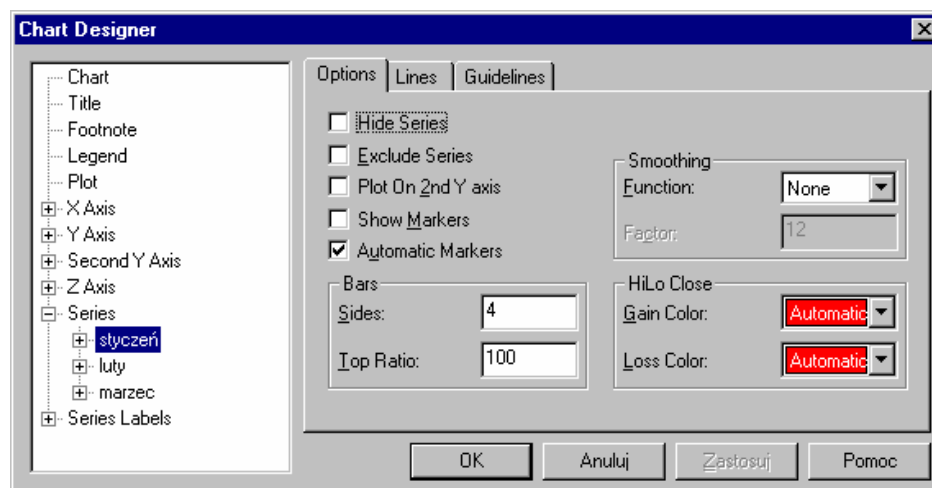 Chart Designer
Chart
Title
Footnote
Legend
Plot
X Axis
Y Axis
Second Y Axis
Z Axis
Series
styczeń
luty
marzec
Series Labels
Options Lines Guidelines
Hide Series
Exclude Series
Plot On 2nd Y axis
Show Markers
Automatic Markers
Smoothing
Function: None
Factor: 12
Bars
Sides: 4
Top Ratio: 100
HiLo Close
Gain Color: Automatic
Loss Color: Automatic
OK Anuluj Zastosuj Pomoc